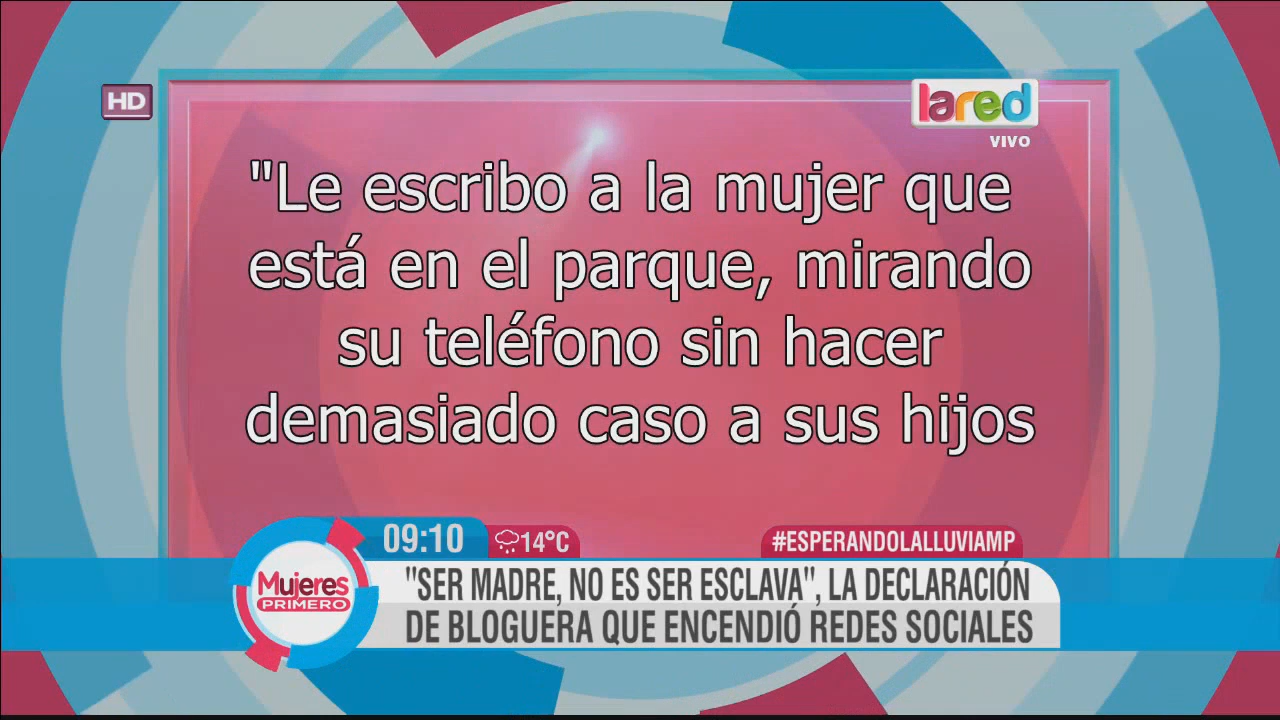 HD
lared
VIVO
"Le escribo a la mujer que
está en el parque, mirando
su teléfono sin hacer
demasiado caso a sus hijos
09:10
14°C
#ESPERANDOLALLUVIAMP
Mujeres
PRIMERO
"SER MADRE, NO ES SER ESCLAVA", LA DECLARACIÓN
DE BLOGUERA QUE ENCENDIÓ REDES SOCIALES